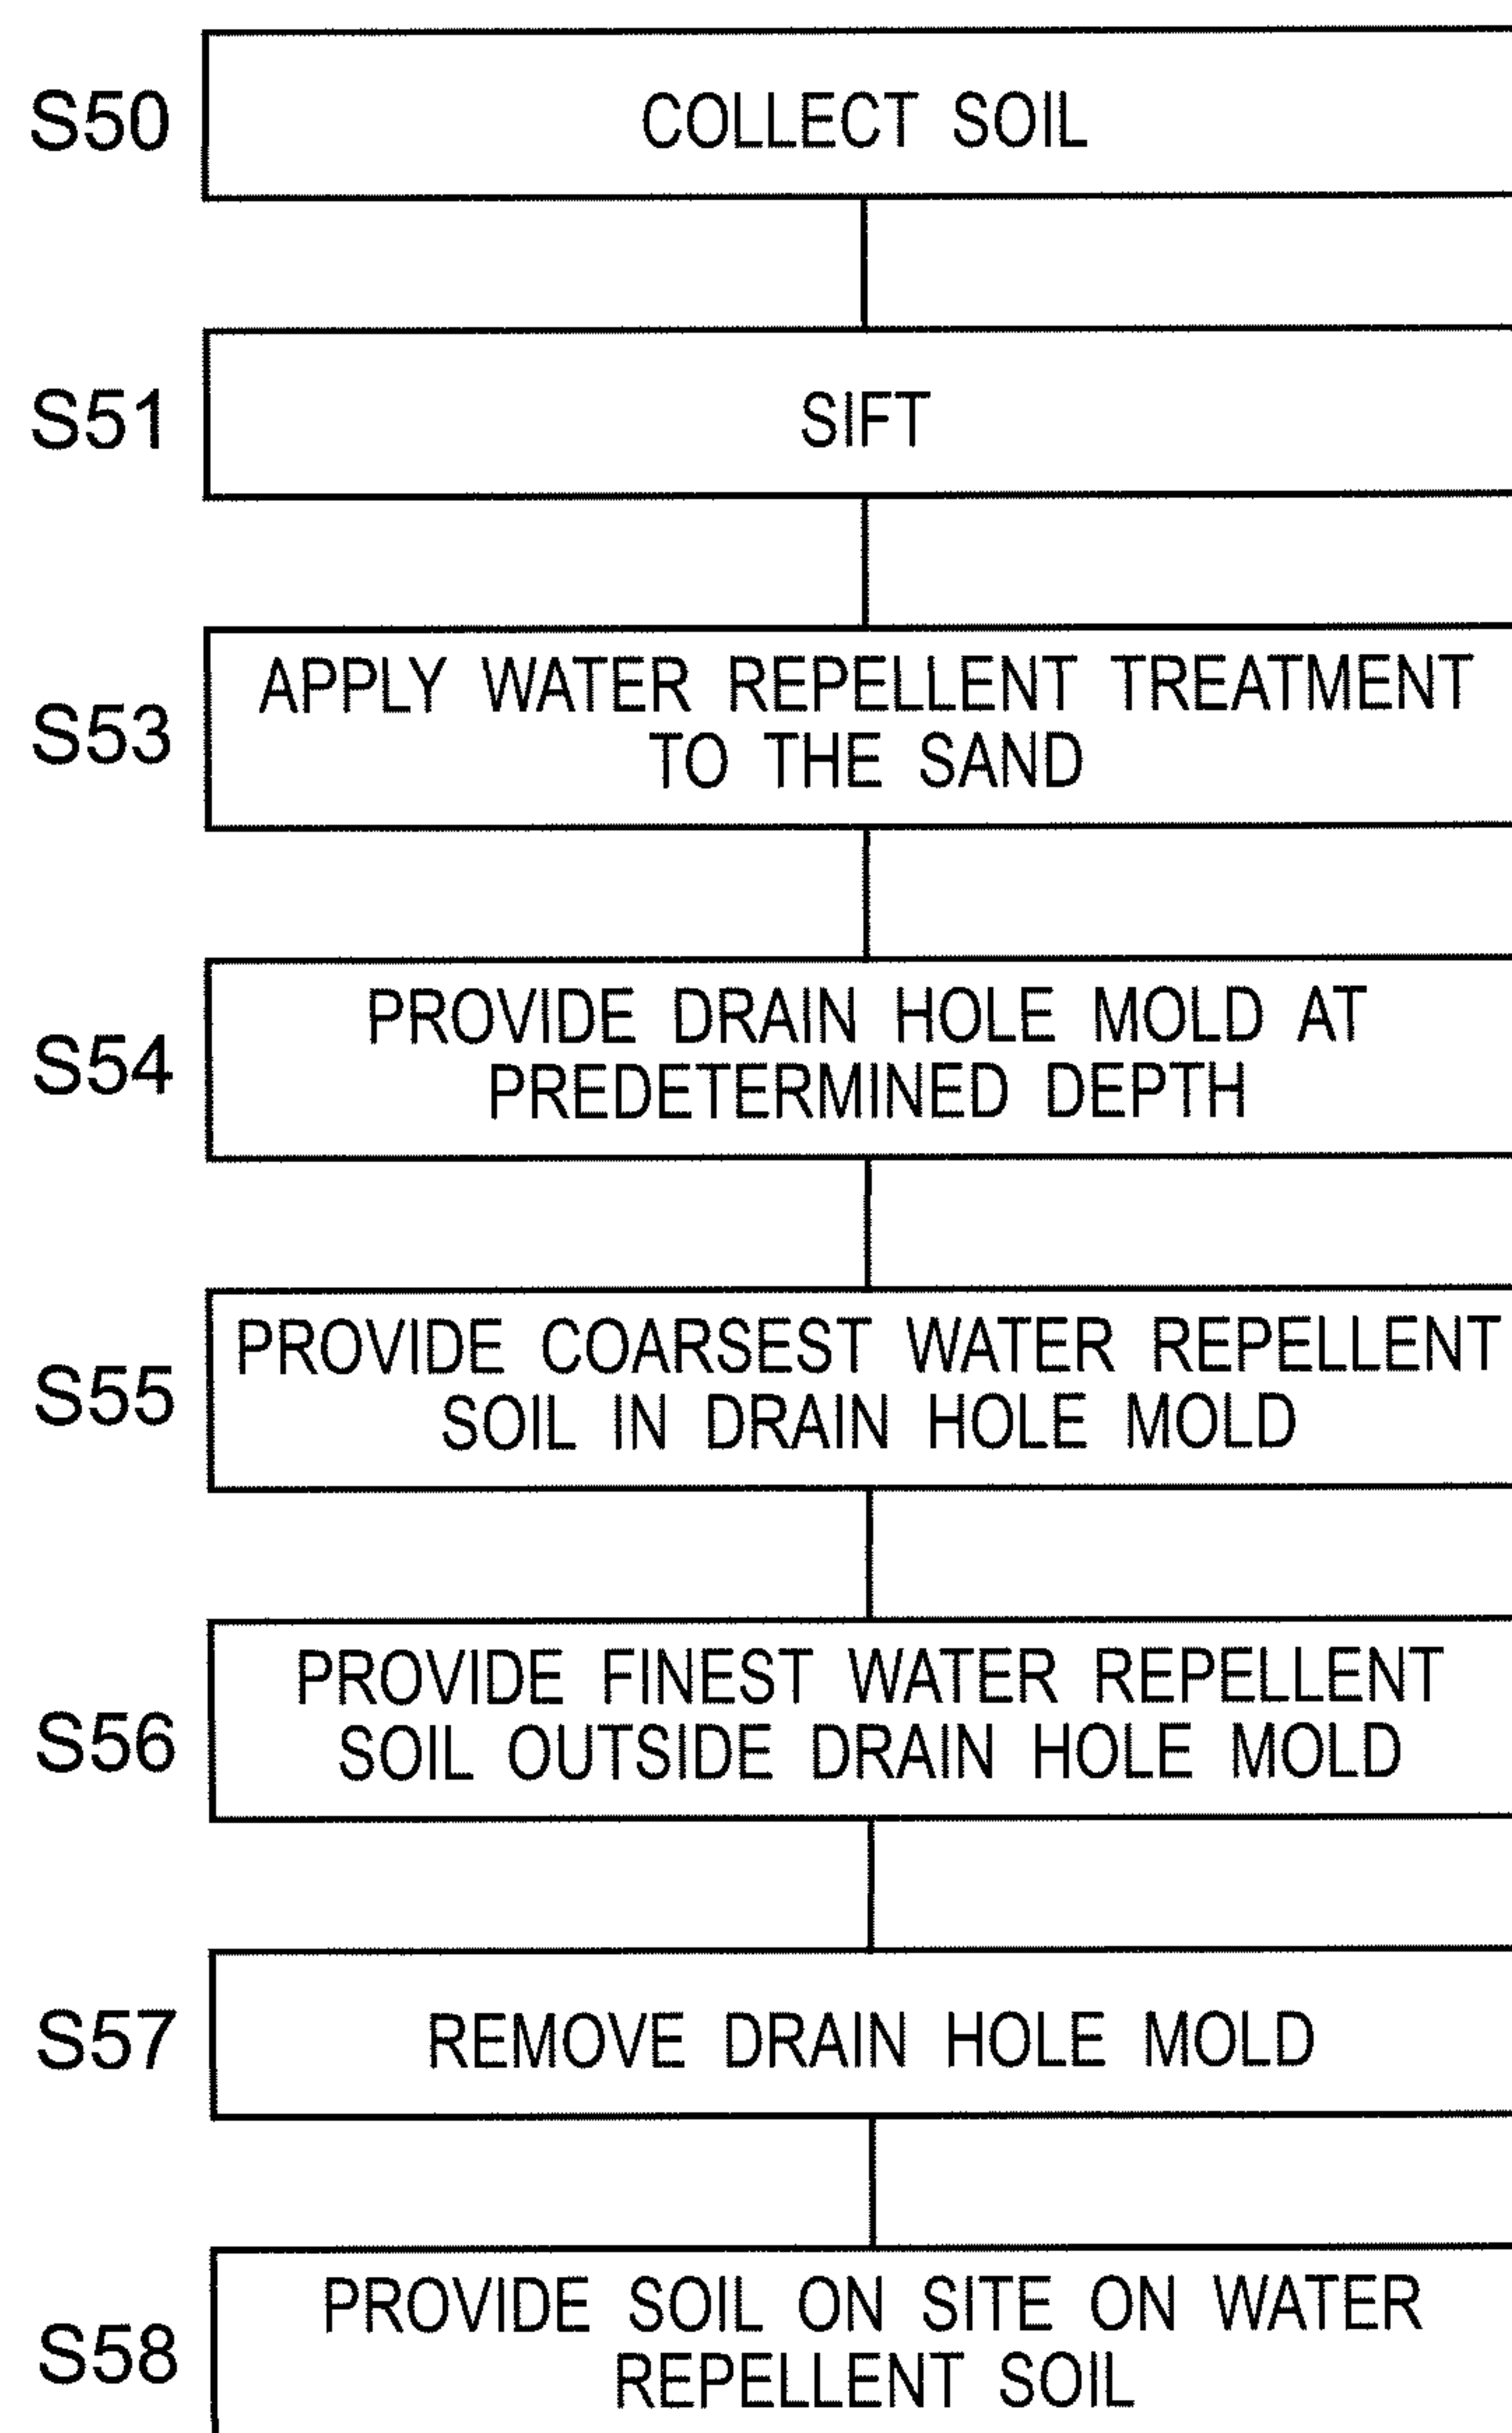 S50
COLLECT SOIL
S51
SIFT
S53
APPLY WATER REPELLENT TREATMENT
TO THE SAND
S54
PROVIDE DRAIN HOLE MOLD AT
PREDETERMINED DEPTH
S55
PROVIDE COARSEST WATER REPELLENT
SOIL IN DRAIN HOLE MOLD
S56
PROVIDE FINEST WATER REPELLENT
SOIL OUTSIDE DRAIN HOLE MOLD
S57
REMOVE DRAIN HOLE MOLD
S58
PROVIDE SOIL ON SITE ON WATER
REPELLENT SOIL